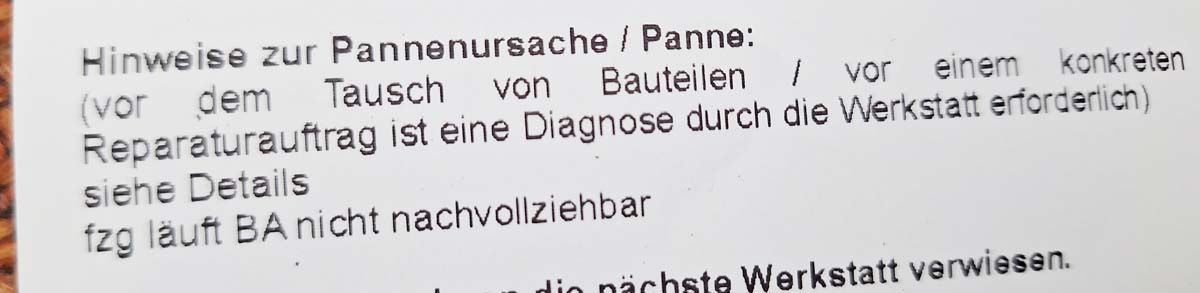 Hinweise zur Pannenursache / Panne:
(vor dem Tausch von Bauteilen / vor einem konkreten
Reparaturauftrag ist eine Diagnose durch die Werkstatt erforderlich)
siehe Details
fzg läuft BA nicht nachvollziehbar
die nächste Werkstatt verwiesen.